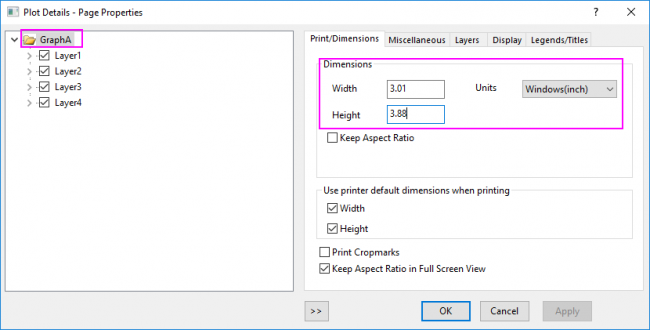 Plot Details - Page Properties
GraphA
Layer1
Layer2
Layer3
Layer4
Print/Dimensions Miscellaneous Layers Display Legends/Titles
Dimensions
Width 3.01 Units Windows(inch)
Height 3.88
Keep Aspect Ratio
Use printer default dimensions when printing
Width
Height
Print Cropmarks
Keep Aspect Ratio in Full Screen View
>> OK Cancel Apply